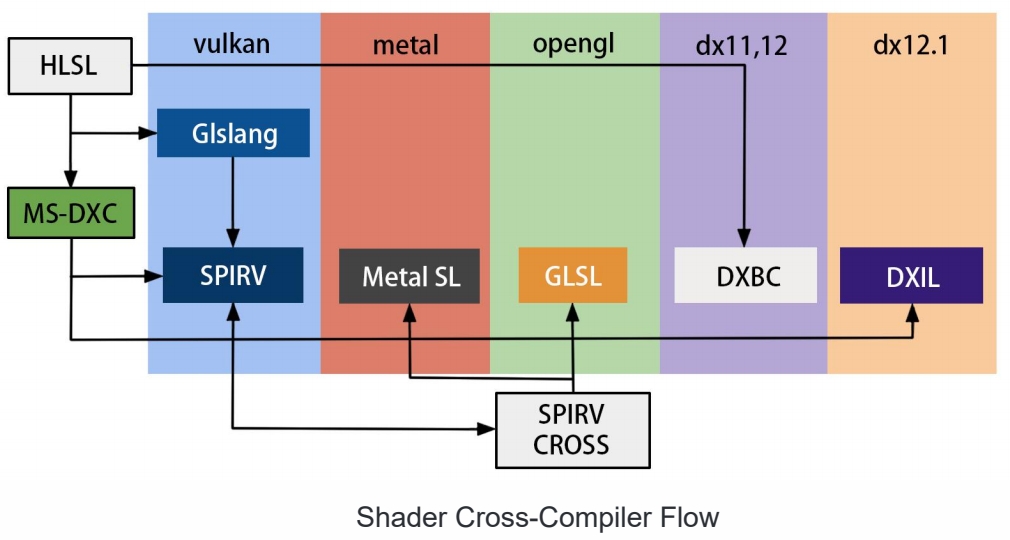 vulkan
metal
opengl
dx11,12
dx12.1
HLSL
Glslang
MS-DXC
SPIRV
Metal SL
GLSL
DXBC
DXIL
SPIRV
CROSS
Shader Cross-Compiler Flow